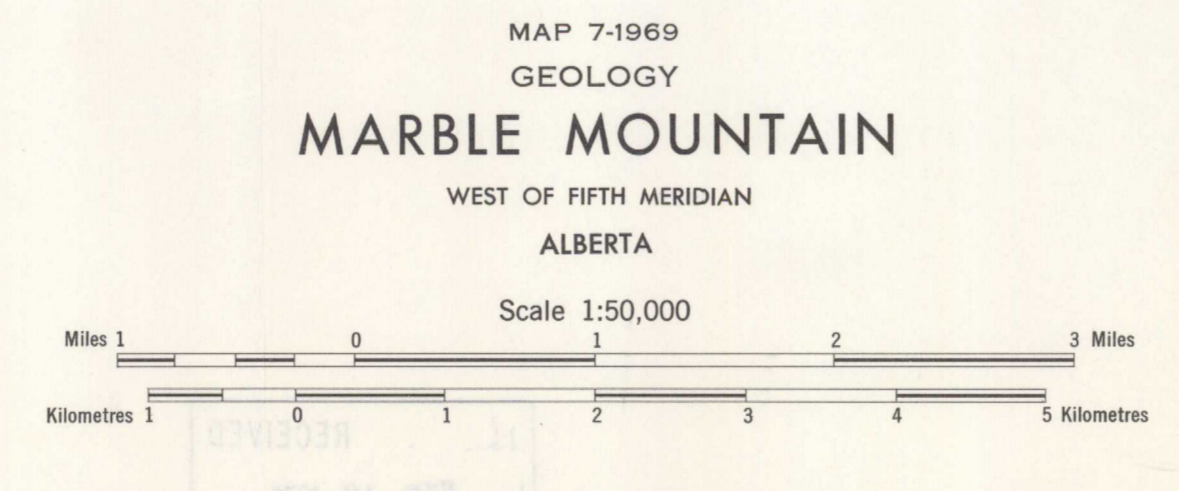 MAP 7-1969
GEOLOGY
MARBLE MOUNTAIN
WEST OF FIFTH MERIDIAN
ALBERTA
Scale 1:50,000
Miles 1 0 1 2 3 Miles
Kilometres 1 0 1 2 3 4 5 Kilometres
RECEIVED